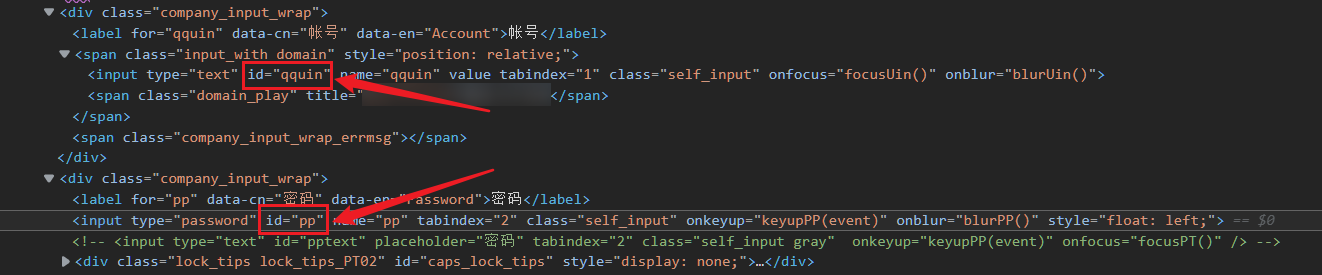 <div class="company_input_wrap">
<label for="qquin" data-cn="帐号" data-en="Account">帐号</label>
<span class="input_with domain" style="position: relative;">
<input type="text" id="qquin" name="qquin" value tabindex="1" class="self_input" onfocus="focusUin()" onblur="blurUin()">
<span class="domain_play" title=" </span>
</span>
<span class="company_input_wrap_errmsg"></span>
</div>
<div class="company_input_wrap">
<label for="pp" data-cn="密码" data-en="Password">密码</label>
<input type="password" id="pp" name="pp" tabindex="2" class="self_input" onkeyup="keyupPP(event)" onblur="blurPP()" style="float: left;"> == $0
<!-- <input type="text" id="pptext" placeholder="密码" tabindex="2" class="self_input gray" onkeyup="keyupPP(event)" onfocus="focusPT()" /> -->
<div class="lock_tips lock_tips_PT02" id="caps_lock_tips" style="display: none;">…</div>